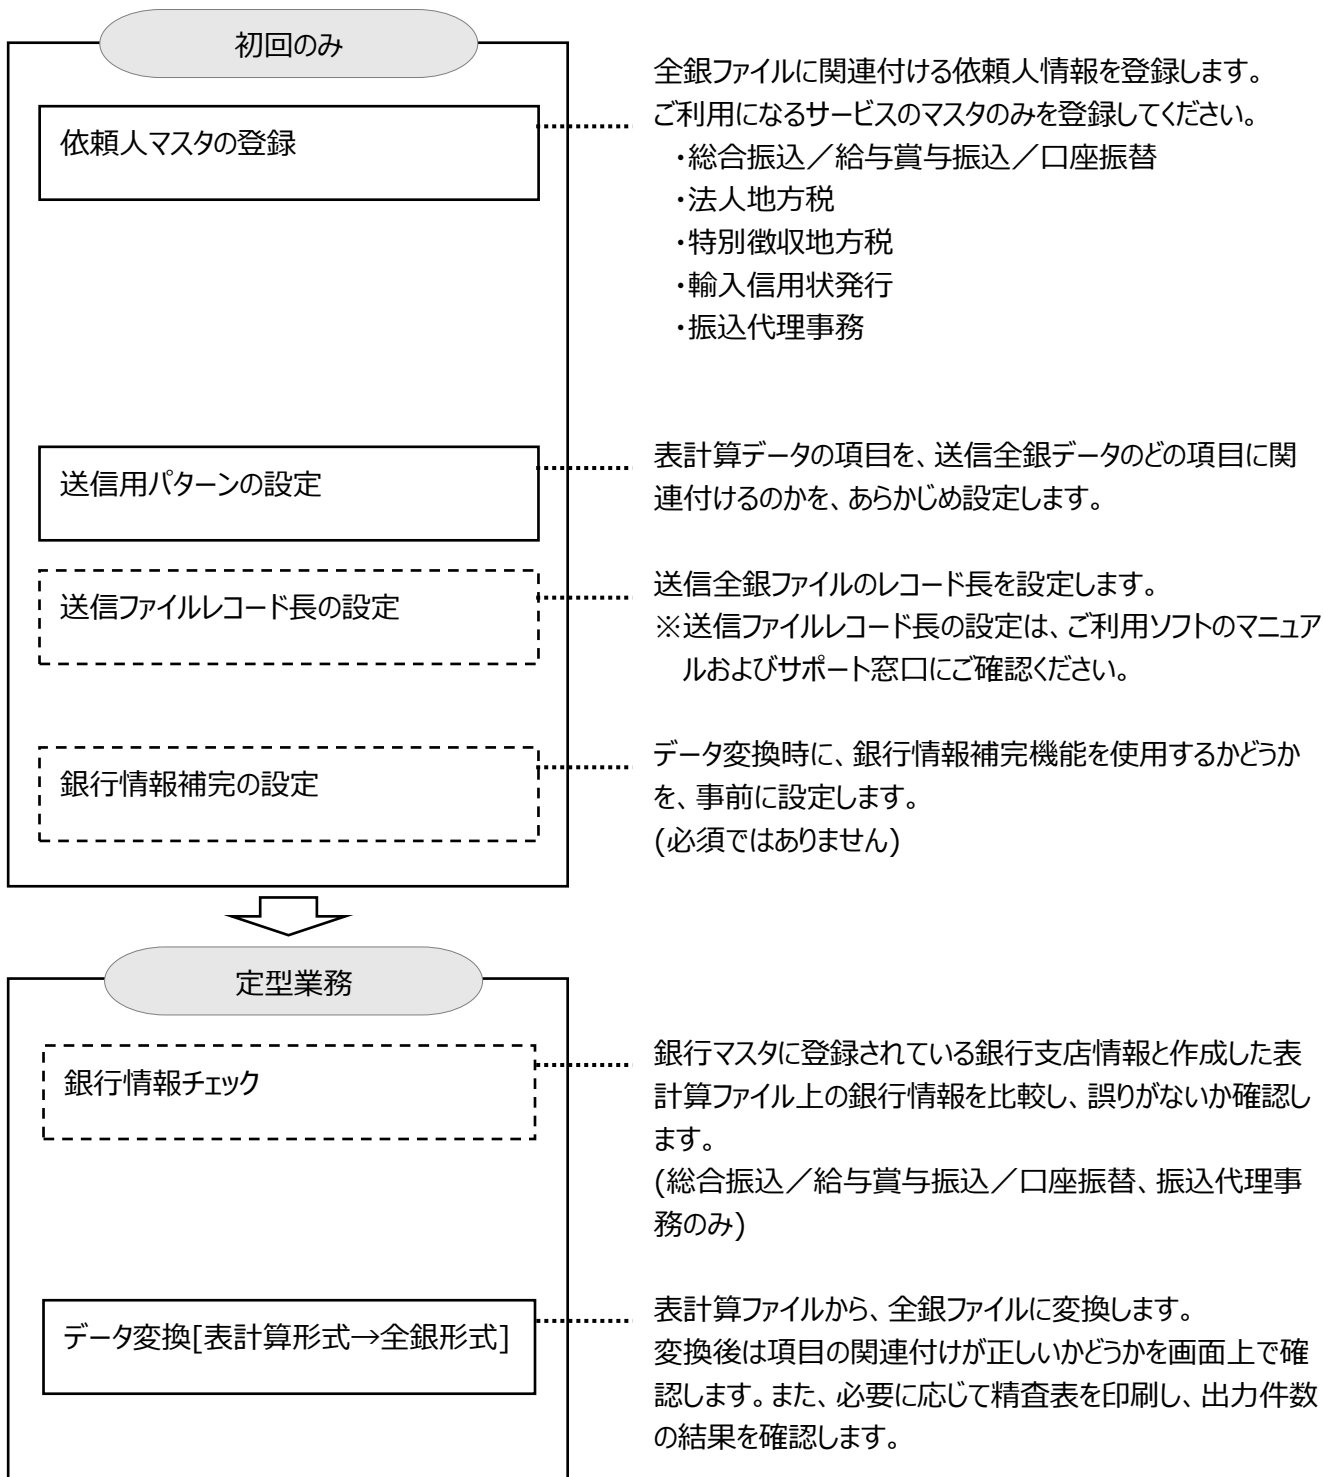 初回のみ
依頼人マスタの登録
全銀ファイルに関連付ける依頼人情報を登録します。
ご利用になるサービスのマスタのみを登録してください。
・総合振込／給与賞与振込／口座振替
・法人地方税
・特別徴収地方税
・輸入信用状発行
・振込代理事務
送信用パターンの設定
表計算データの項目を、送信全銀データのどの項目に関
連付けるのかを、あらかじめ設定します。
送信ファイルレコード長の設定
送信全銀ファイルのレコード長を設定します。
※送信ファイルレコード長の設定は、ご利用ソフトのマニュア
ルおよびサポート窓口にご確認ください。
銀行情報補完の設定
データ変換時に、銀行情報補完機能を使用するかどうか
を、事前に設定します。
(必須ではありません)
定型業務
銀行情報チェック
銀行マスタに登録されている銀行支店情報と作成した表
計算ファイル上の銀行情報を比較し、誤りがないか確認し
ます。
(総合振込／給与賞与振込／口座振替、振込代理事
務のみ)
データ変換[表計算形式→全銀形式]
表計算ファイルから、全銀ファイルに変換します。
変換後は項目の関連付けが正しいかどうかを画面上で確
認します。また、必要に応じて精査表を印刷し、出力件数
の結果を確認します。